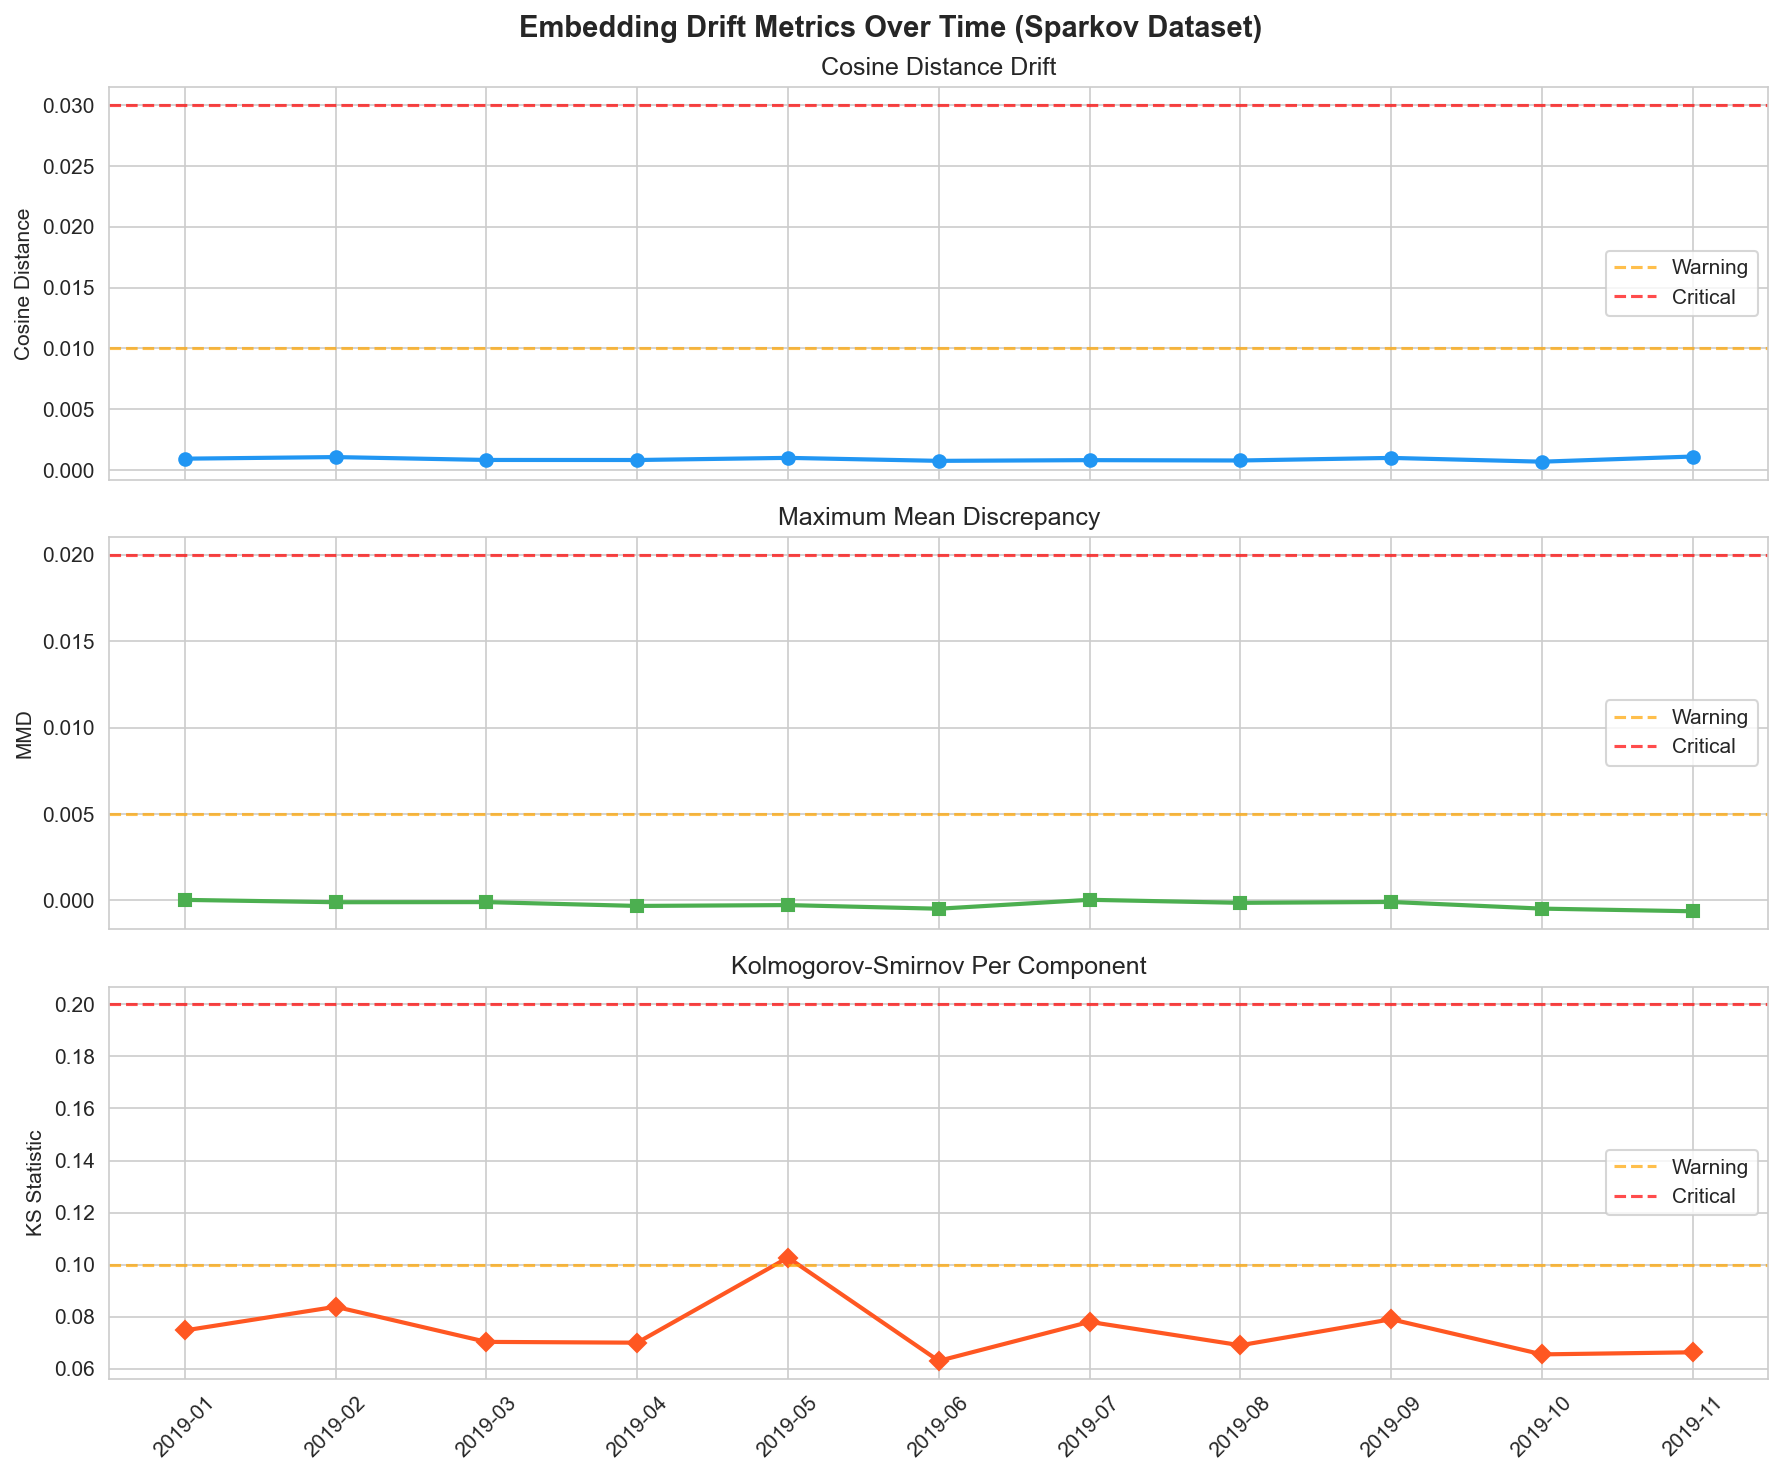 Embedding Drift Metrics Over Time (Sparkov Dataset)
Cosine Distance Drift
Cosine Distance
0.030
0.025
0.020
0.015
0.010
0.005
0.000
Warning
Critical
Maximum Mean Discrepancy
MMD
0.020
0.015
0.010
0.005
0.000
Warning
Critical
Kolmogorov-Smirnov Per Component
KS Statistic
0.20
0.18
0.16
0.14
0.12
0.10
0.08
0.06
Warning
Critical
2019-01
2019-02
2019-03
2019-04
2019-05
2019-06
2019-07
2019-08
2019-09
2019-10
2019-11